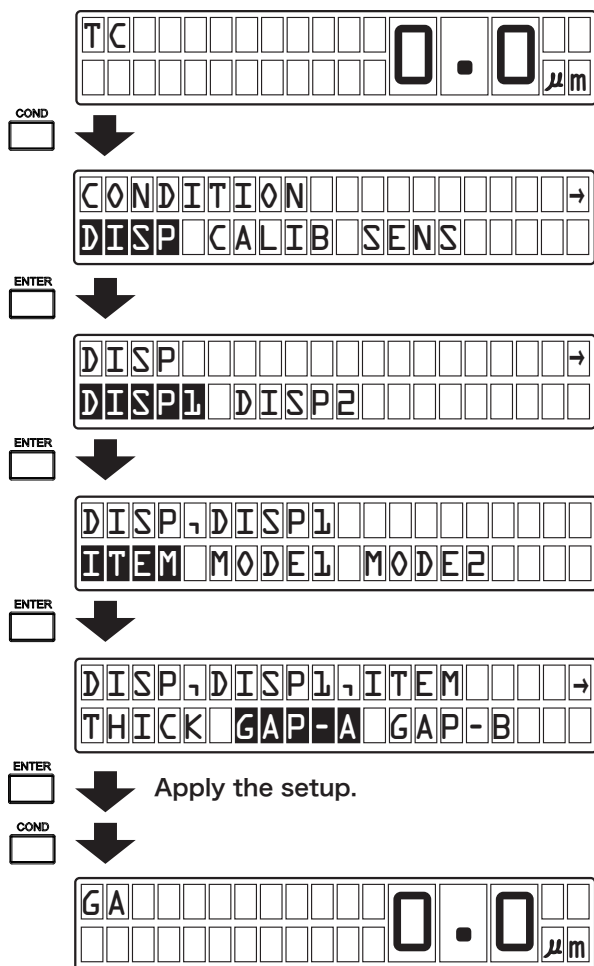 TC 0.0 μm
COND
CONDITION →
DISP CALIB SENS
ENTER
DISP →
DISP1 DISP2
ENTER
DISP,DISP1
ITEM MODE1 MODE2
ENTER
DISP,DISP1,ITEM →
THICK GAP-A GAP-B
ENTER
Apply the setup.
COND
GA 0.0 μm